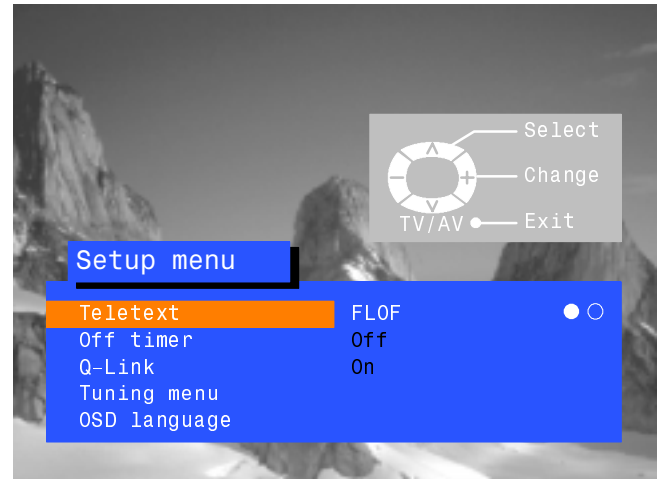 Select
Change
TV/AV Exit
Setup menu
Teletext FLOF
Off timer Off
Q-Link On
Tuning menu
OSD language